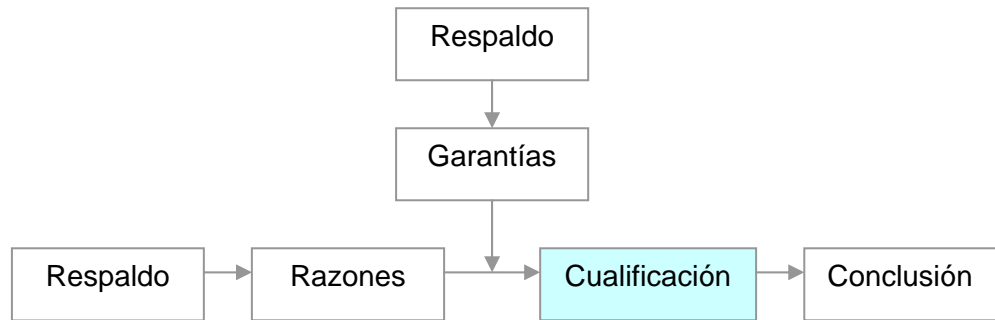 Respaldo
Garantías
Respaldo
Razones
Cualificación
Conclusión